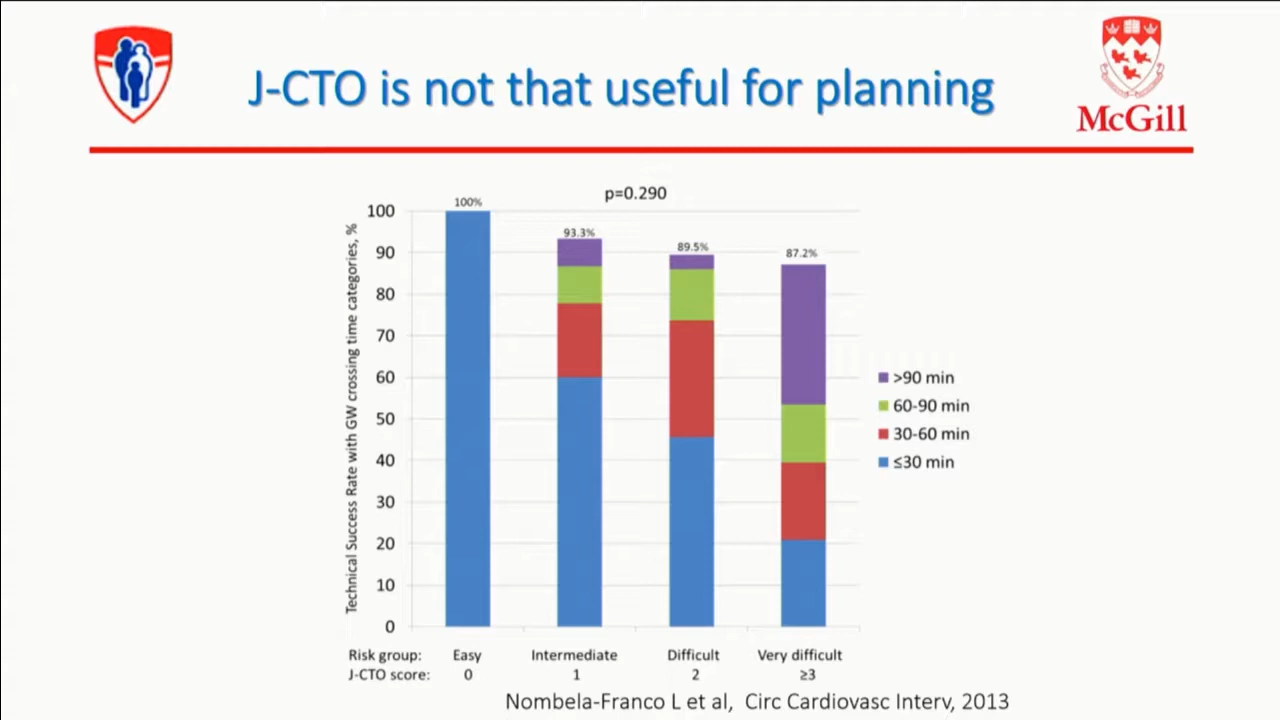 J-CTO is not that useful for planning
McGill
p=0.290
Technical Success Rate with GW crossing time categories, %
100
90
80
70
60
50
40
30
20
10
0
100%
93.3%
89.5%
87.2%
>90 min
60-90 min
30-60 min
≤30 min
Risk group: Easy Intermediate Difficult Very difficult
J-CTO score: 0 1 2 ≥3
Nombela-Franco L et al, Circ Cardiovasc Interv, 2013